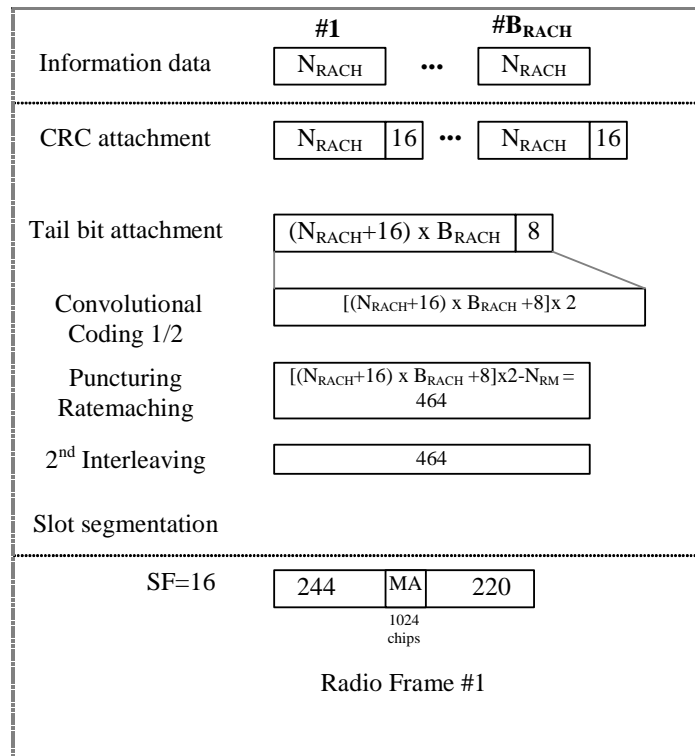 #1 #B_RACH
Information data N_RACH ... N_RACH
CRC attachment N_RACH 16 ... N_RACH 16
Tail bit attachment (N_RACH+16) x B_RACH 8
Convolutional
Coding 1/2
[(N_RACH+16) x B_RACH +8]x 2
Puncturing
Ratemaching
[(N_RACH+16) x B_RACH +8]x2-N_RM =
464
2nd Interleaving 464
Slot segmentation
SF=16 244 MA 220
1024
chips
Radio Frame #1